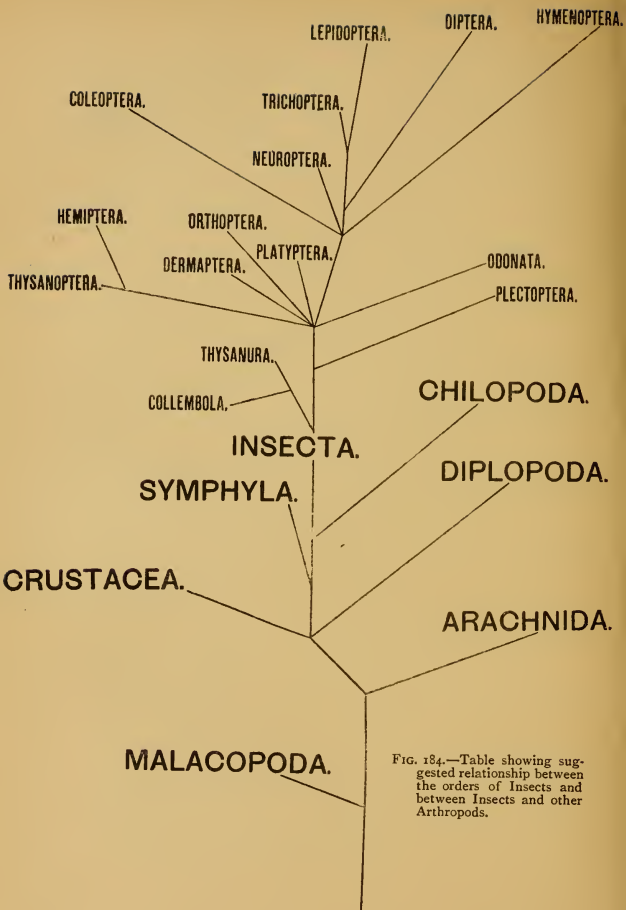 HYMENOPTERA.
DIPTERA.
LEPIDOPTERA.
COLEOPTERA.
TRICHOPTERA.
NEUROPTERA.
HEMIPTERA.
ORTHOPTERA.
PLATYPTERA.
DERMAPTERA.
ODONATA.
THYSANOPTERA.
PLECTOPTERA.
THYSANURA.
CHILOPODA.
COLLEMBOLA.
INSECTA.
DIPLOPODA.
SYMPHYLA.
CRUSTACEA.
ARACHNIDA.
MALACOPODA.
FIG. 184.—Table showing sug-
gested relationship between
the orders of Insects and
between Insects and other
Arthropods.